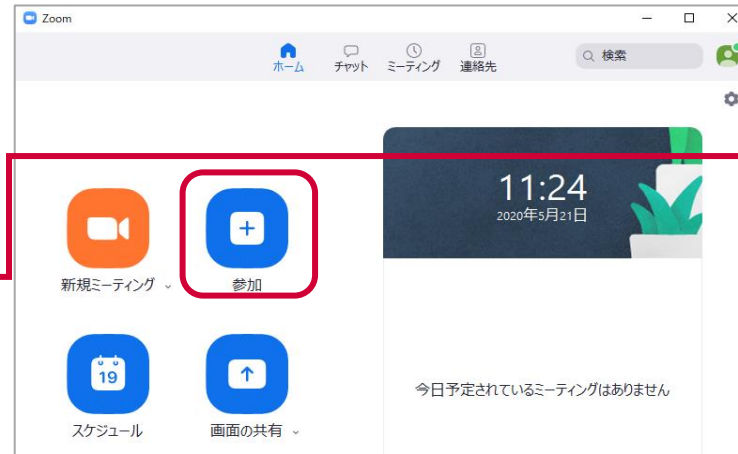 Zoom
ホーム
チャット
ミーティング
連絡先
検索
11:24
2020年5月21日
新規ミーティング
参加
19
スケジュール
画面の共有
今日予定されているミーティングはありません